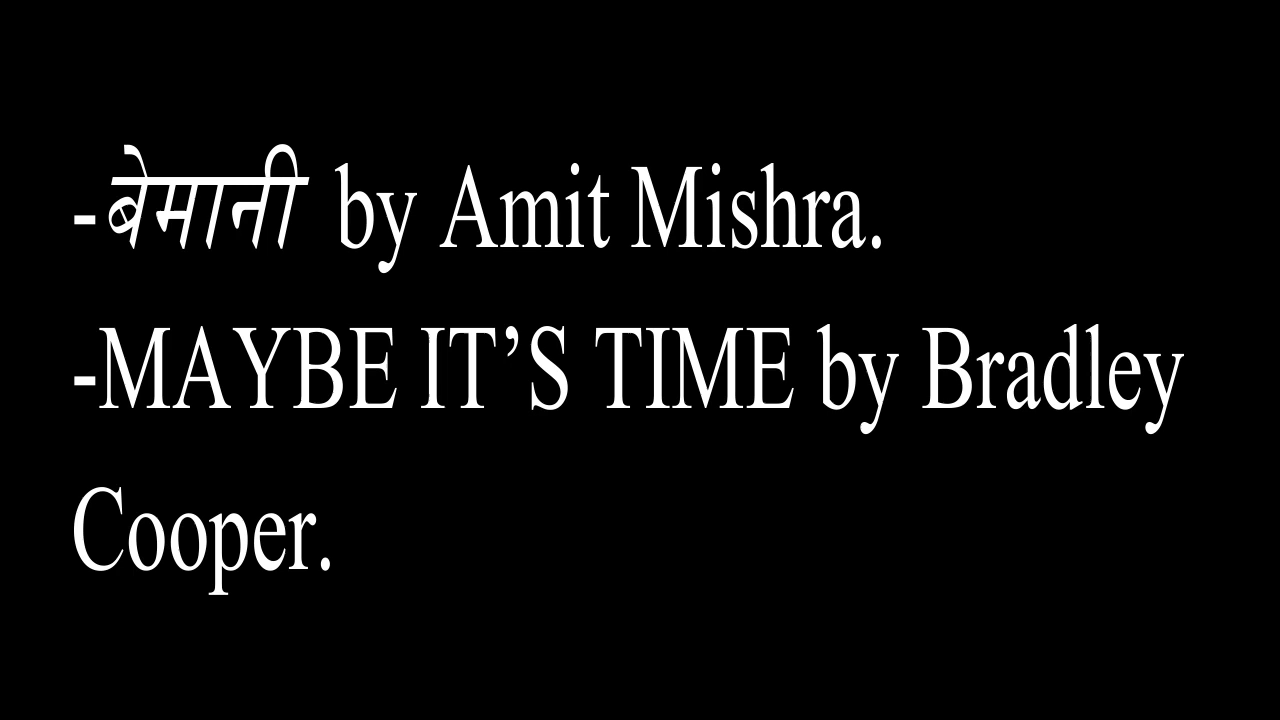 -बेमानी by Amit Mishra.
-MAYBE IT’S TIME by Bradley
Cooper.